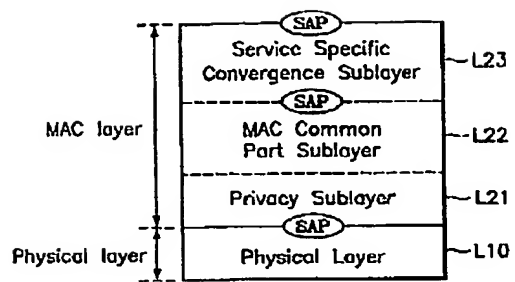 SAP
Service Specific
Convergence Sublayer
L23
SAP
MAC layer
MAC Common
Part Sublayer
L22
Privacy Sublayer
L21
SAP
Physical layer
Physical Layer
L10